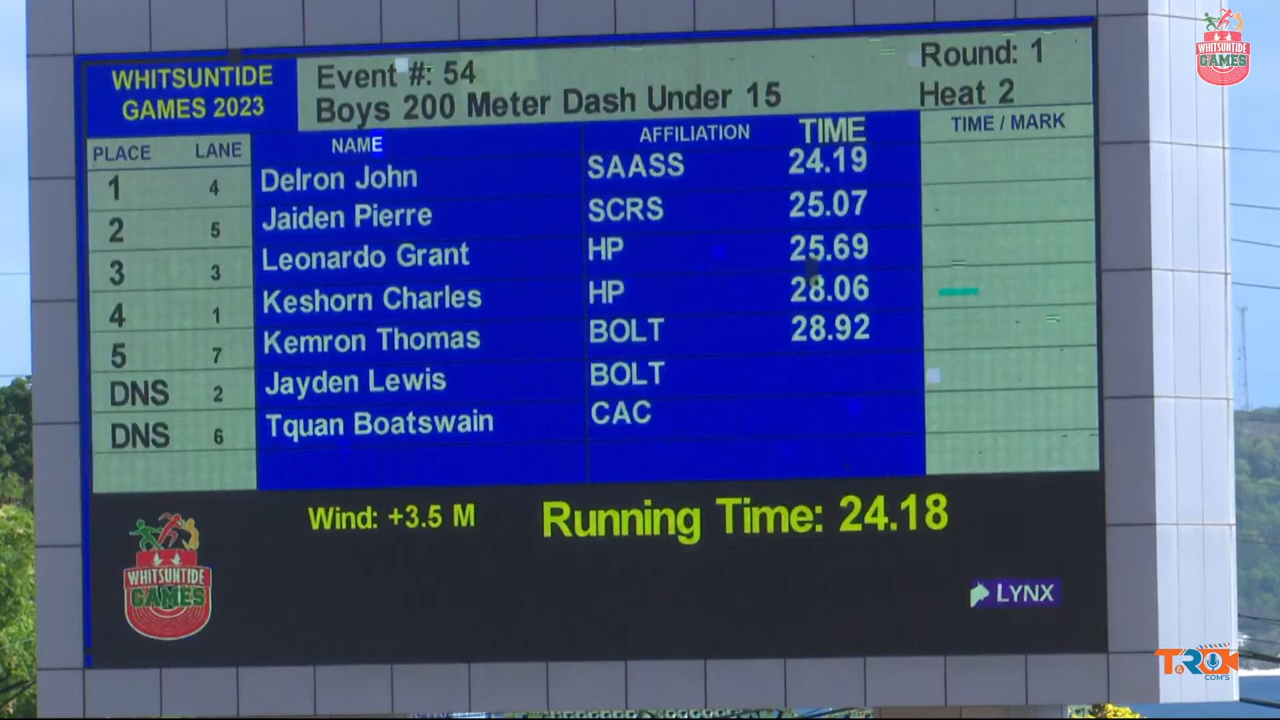 WHITSUNTIDE
GAMES 2023
Event #: 54
Boys 200 Meter Dash Under 15
Round: 1
Heat 2
PLACE LANE NAME AFFILIATION TIME TIME / MARK
1 4 Delron John SAASS 24.19
2 5 Jaiden Pierre SCRS 25.07
3 3 Leonardo Grant HP 25.69
4 1 Keshorn Charles HP 28.06
5 7 Kemron Thomas BOLT 28.92
DNS 2 Jayden Lewis BOLT
DNS 6 Tquan Boatswain CAC
Wind: +3.5 M
Running Time: 24.18
WHITSUNTIDE
GAMES
LYNX
WHITSUNTIDE
GAMES
T&RON
COM'S